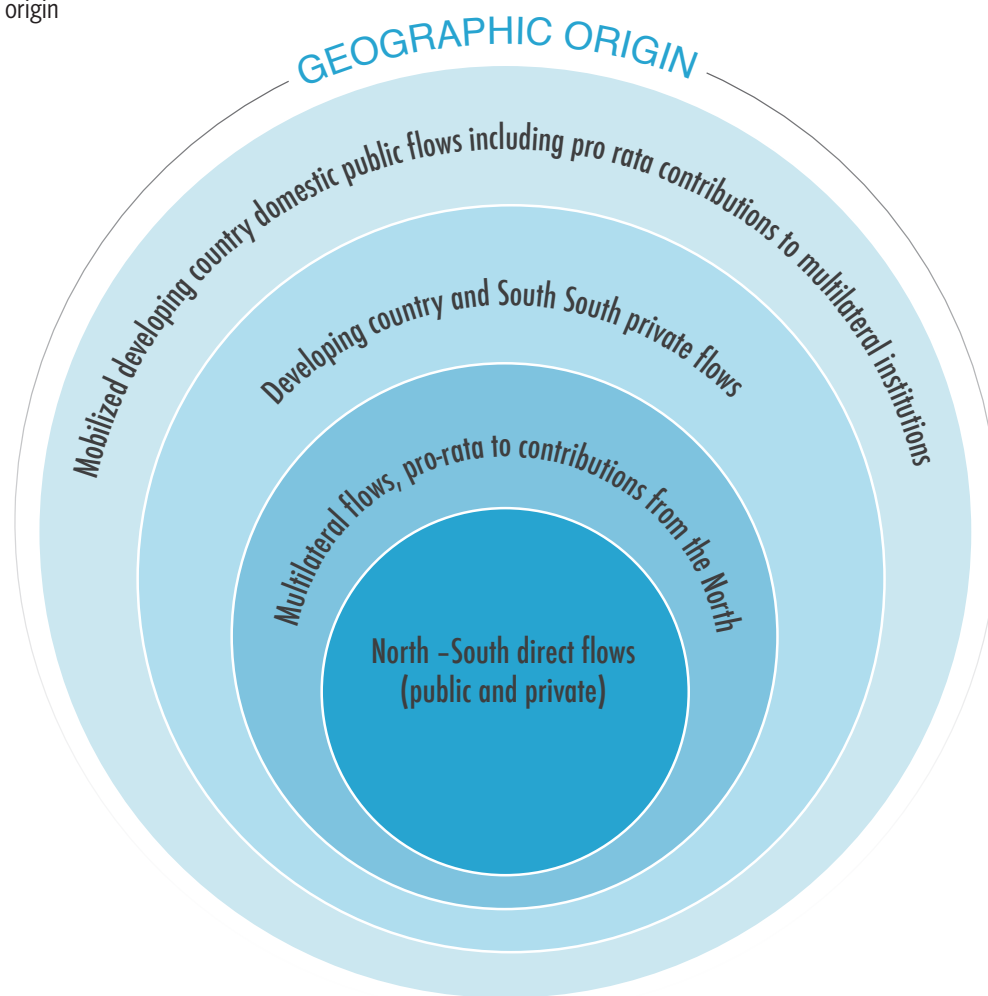 origin
GEOGRAPHIC ORIGIN
Mobilized developing country domestic public flows including pro rata contributions to multilateral institutions
Developing country and South South private flows
Multilateral flows, pro-rata to contributions from the North
North –South direct flows
(public and private)